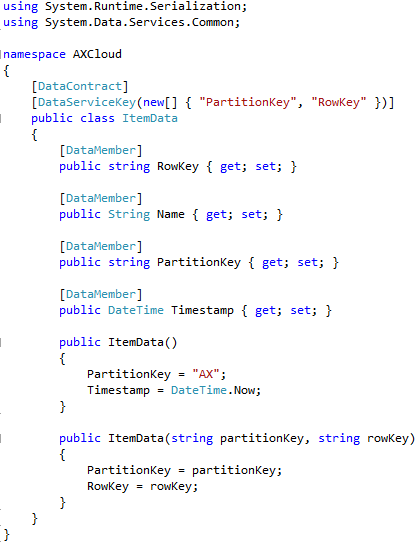 using System.Runtime.Serialization;
using System.Data.Services.Common;

namespace AXCloud
{
    [DataContract]
    [DataServiceKey(new[] { "PartitionKey", "RowKey" })]
    public class ItemData
    {
        [DataMember]
        public string RowKey { get; set; }

        [DataMember]
        public String Name { get; set; }

        [DataMember]
        public string PartitionKey { get; set; }

        [DataMember]
        public DateTime Timestamp { get; set; }

        public ItemData()
        {
            PartitionKey = "AX";
            Timestamp = DateTime.Now;
        }

        public ItemData(string partitionKey, string rowKey)
        {
            PartitionKey = partitionKey;
            RowKey = rowKey;
        }
    }
}